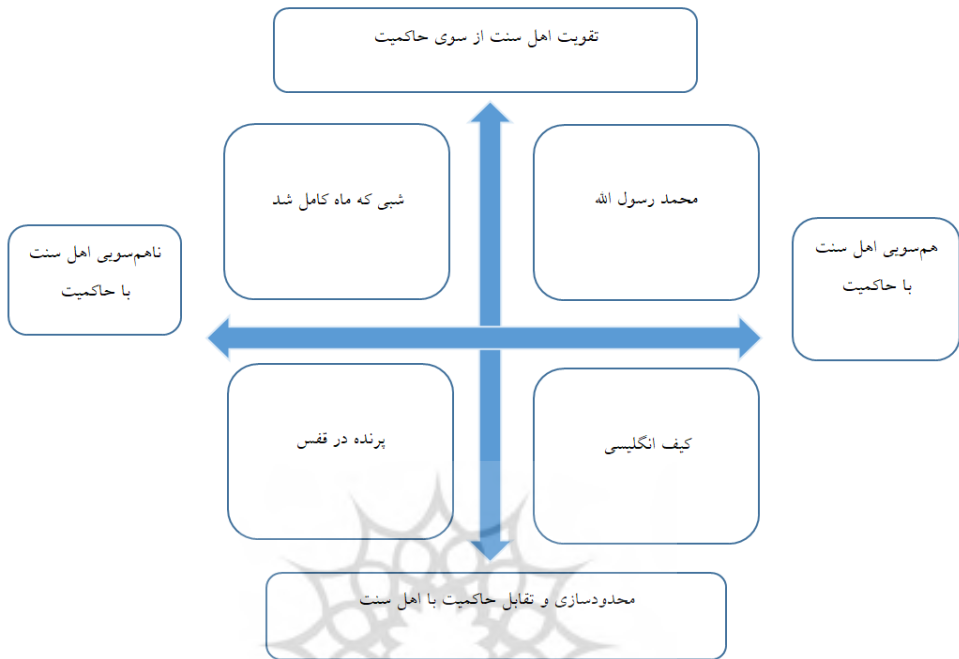 تقویت اهل سنت از سوی حاکمیت
محمد رسول الله
شبی که ماه کامل شد
هم‌سویی اهل سنت
با حاکمیت
ناهم‌سویی اهل سنت
با حاکمیت
کیف انگلیسی
پرنده در قفس
محدودسازی و تقابل حاکمیت با اهل سنت